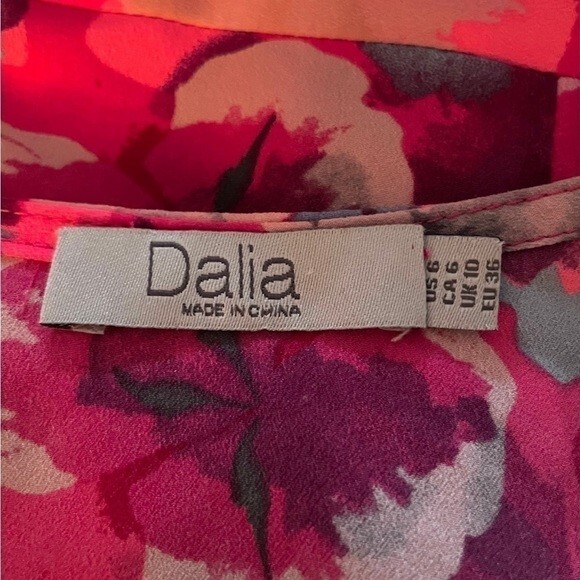 Dalia
MADE IN CHINA
US 6
CA 6
UK 10
EU 36